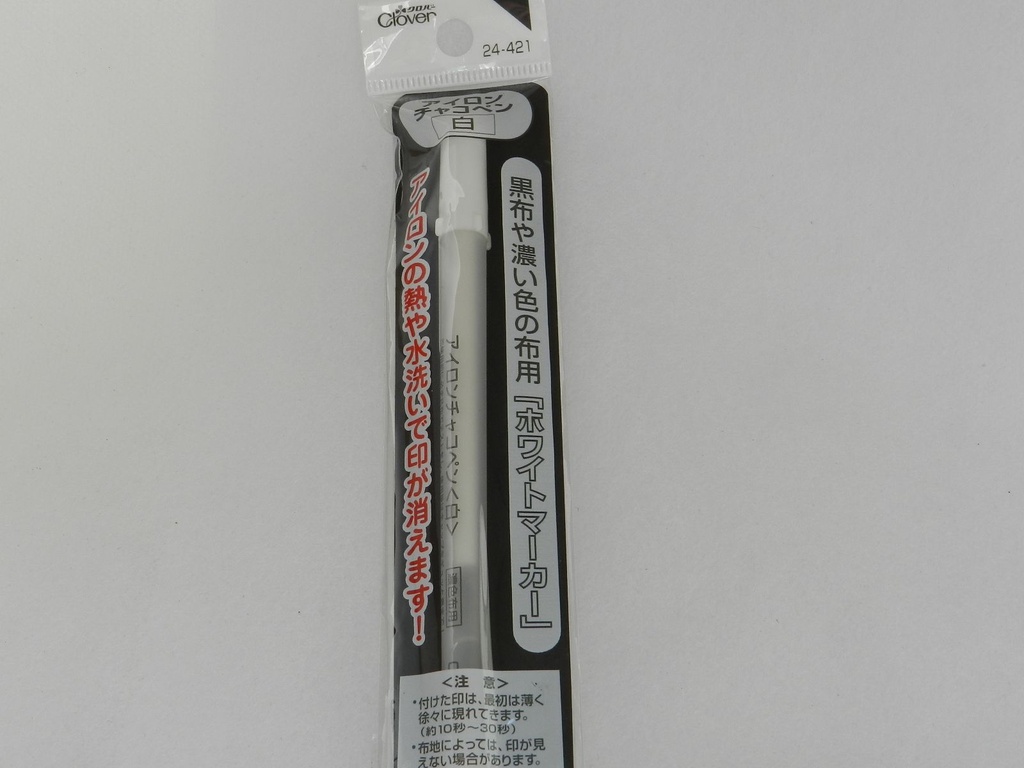 クロバー
Clover
24-421
アイロン
チャコペン
白
黒布や濃い色の布用『ホワイトマーカー』
アイロンの熱や水洗いで印が消えます！
アイロンチャコペン〈白〉
<注 意>
・付けた印は、最初は薄く
徐々に現れてきます。
(約10秒～30秒)
・布地によっては、印が見
えない場合があります。